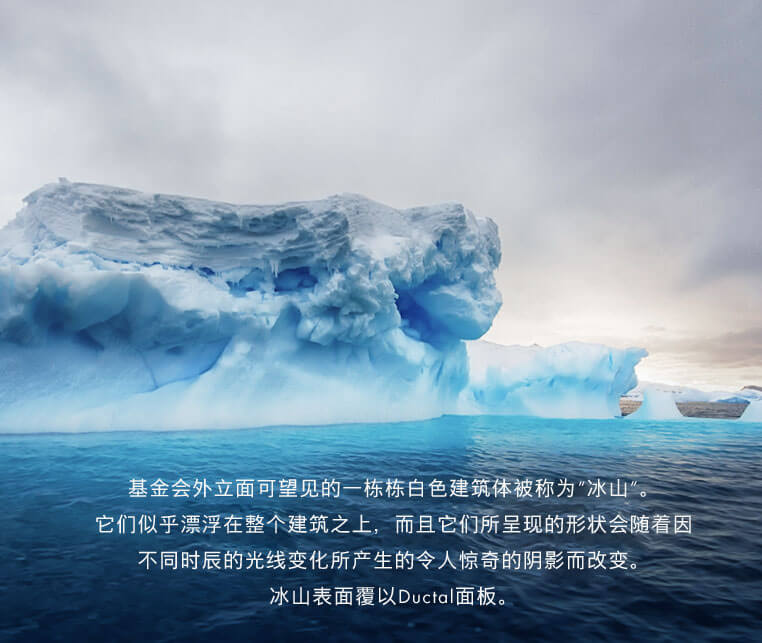 基金会外立面可望见的一栋栋白色建筑体被称为“冰山”。
它们似乎漂浮在整个建筑之上，而且它们所呈现的形状会随着因
不同时辰的光线变化所产生的令人惊奇的阴影而改变。
冰山表面覆以Ductal面板。